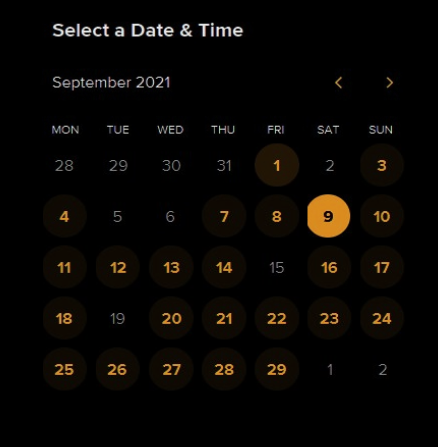 Select a Date & Time
September 2021
MON TUE WED THU FRI SAT SUN
28 29 30 31 1 2 3
4 5 6 7 8 9 10
11 12 13 14 15 16 17
18 19 20 21 22 23 24
25 26 27 28 29 1 2